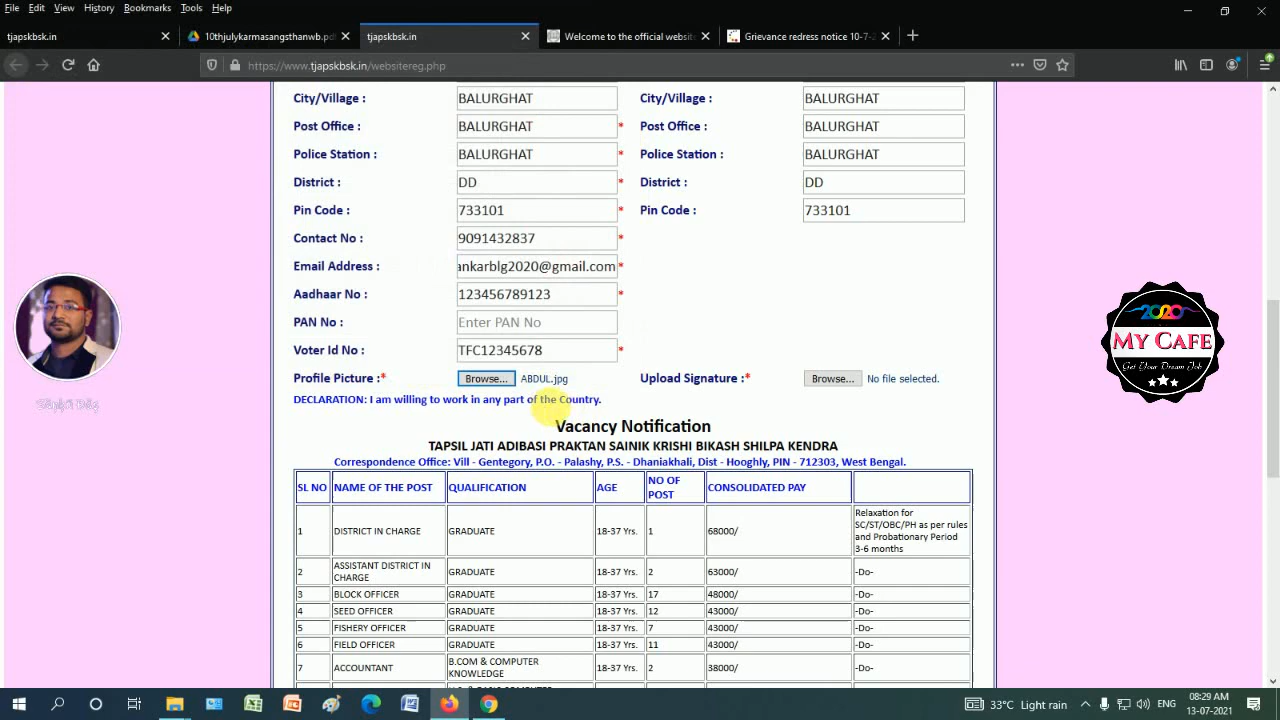 File Edit View History Bookmarks Tools Help
tjapskbsk.in 10thjulykarmasangsthanwb.pdf tjapskbsk.in Welcome to the official websit Grievance redress notice 10-7-2
https://www.tjapskbsk.in/websitereg.php
City/Village : BALURGHAT City/Village : BALURGHAT
Post Office : BALURGHAT * Post Office : BALURGHAT
Police Station : BALURGHAT * Police Station : BALURGHAT
District : DD * District : DD
Pin Code : 733101 * Pin Code : 733101
Contact No : 9091432837 *
Email Address : ankarblg2020@gmail.com *
Aadhaar No : 123456789123 *
PAN No : Enter PAN No
Voter Id No : TFC12345678 *
Profile Picture :* Browse... ABDUL.jpg Upload Signature :* Browse... No file selected.
DECLARATION: I am willing to work in any part of the Country.
Vacancy Notification
TAPSIL JATI ADIBASI PRAKTAN SAINIK KRISHI BIKASH SHILPA KENDRA
Correspondence Office: Vill - Gentegory, P.O. - Palashy, P.S. - Dhaniakhali, Dist - Hooghly, PIN - 712303, West Bengal.
SL NO NAME OF THE POST QUALIFICATION AGE NO OF POST CONSOLIDATED PAY
1 DISTRICT IN CHARGE GRADUATE 18-37 Yrs. 1 68000/ Relaxation for SC/ST/OBC/PH as per rules and Probationary Period 3-6 months
2 ASSISTANT DISTRICT IN CHARGE GRADUATE 18-37 Yrs. 2 63000/ -Do-
3 BLOCK OFFICER GRADUATE 18-37 Yrs. 17 48000/ -Do-
4 SEED OFFICER GRADUATE 18-37 Yrs. 12 43000/ -Do-
5 FISHERY OFFICER GRADUATE 18-37 Yrs. 7 43000/ -Do-
6 FIELD OFFICER GRADUATE 18-37 Yrs. 11 43000/ -Do-
7 ACCOUNTANT B.COM & COMPUTER KNOWLEDGE 18-37 Yrs. 2 38000/ -Do-
2020
MY CAFE
Get Your Dream Job
33°C Light rain ENG 08:29 AM
13-07-2021